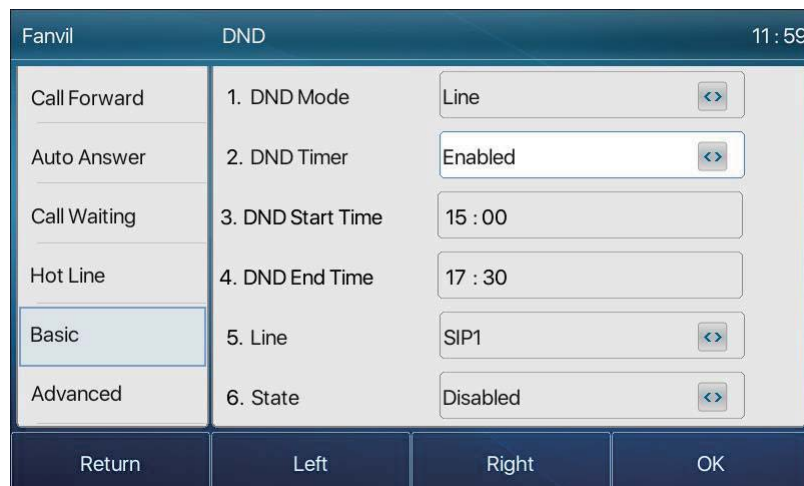 Fanvil DND 11:59
Call Forward
Auto Answer
Call Waiting
Hot Line
Basic
Advanced
1. DND Mode Line
2. DND Timer Enabled
3. DND Start Time 15:00
4. DND End Time 17:30
5. Line SIP1
6. State Disabled
Return Left Right OK